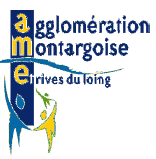 agglomération
montargoise
et rives du loing